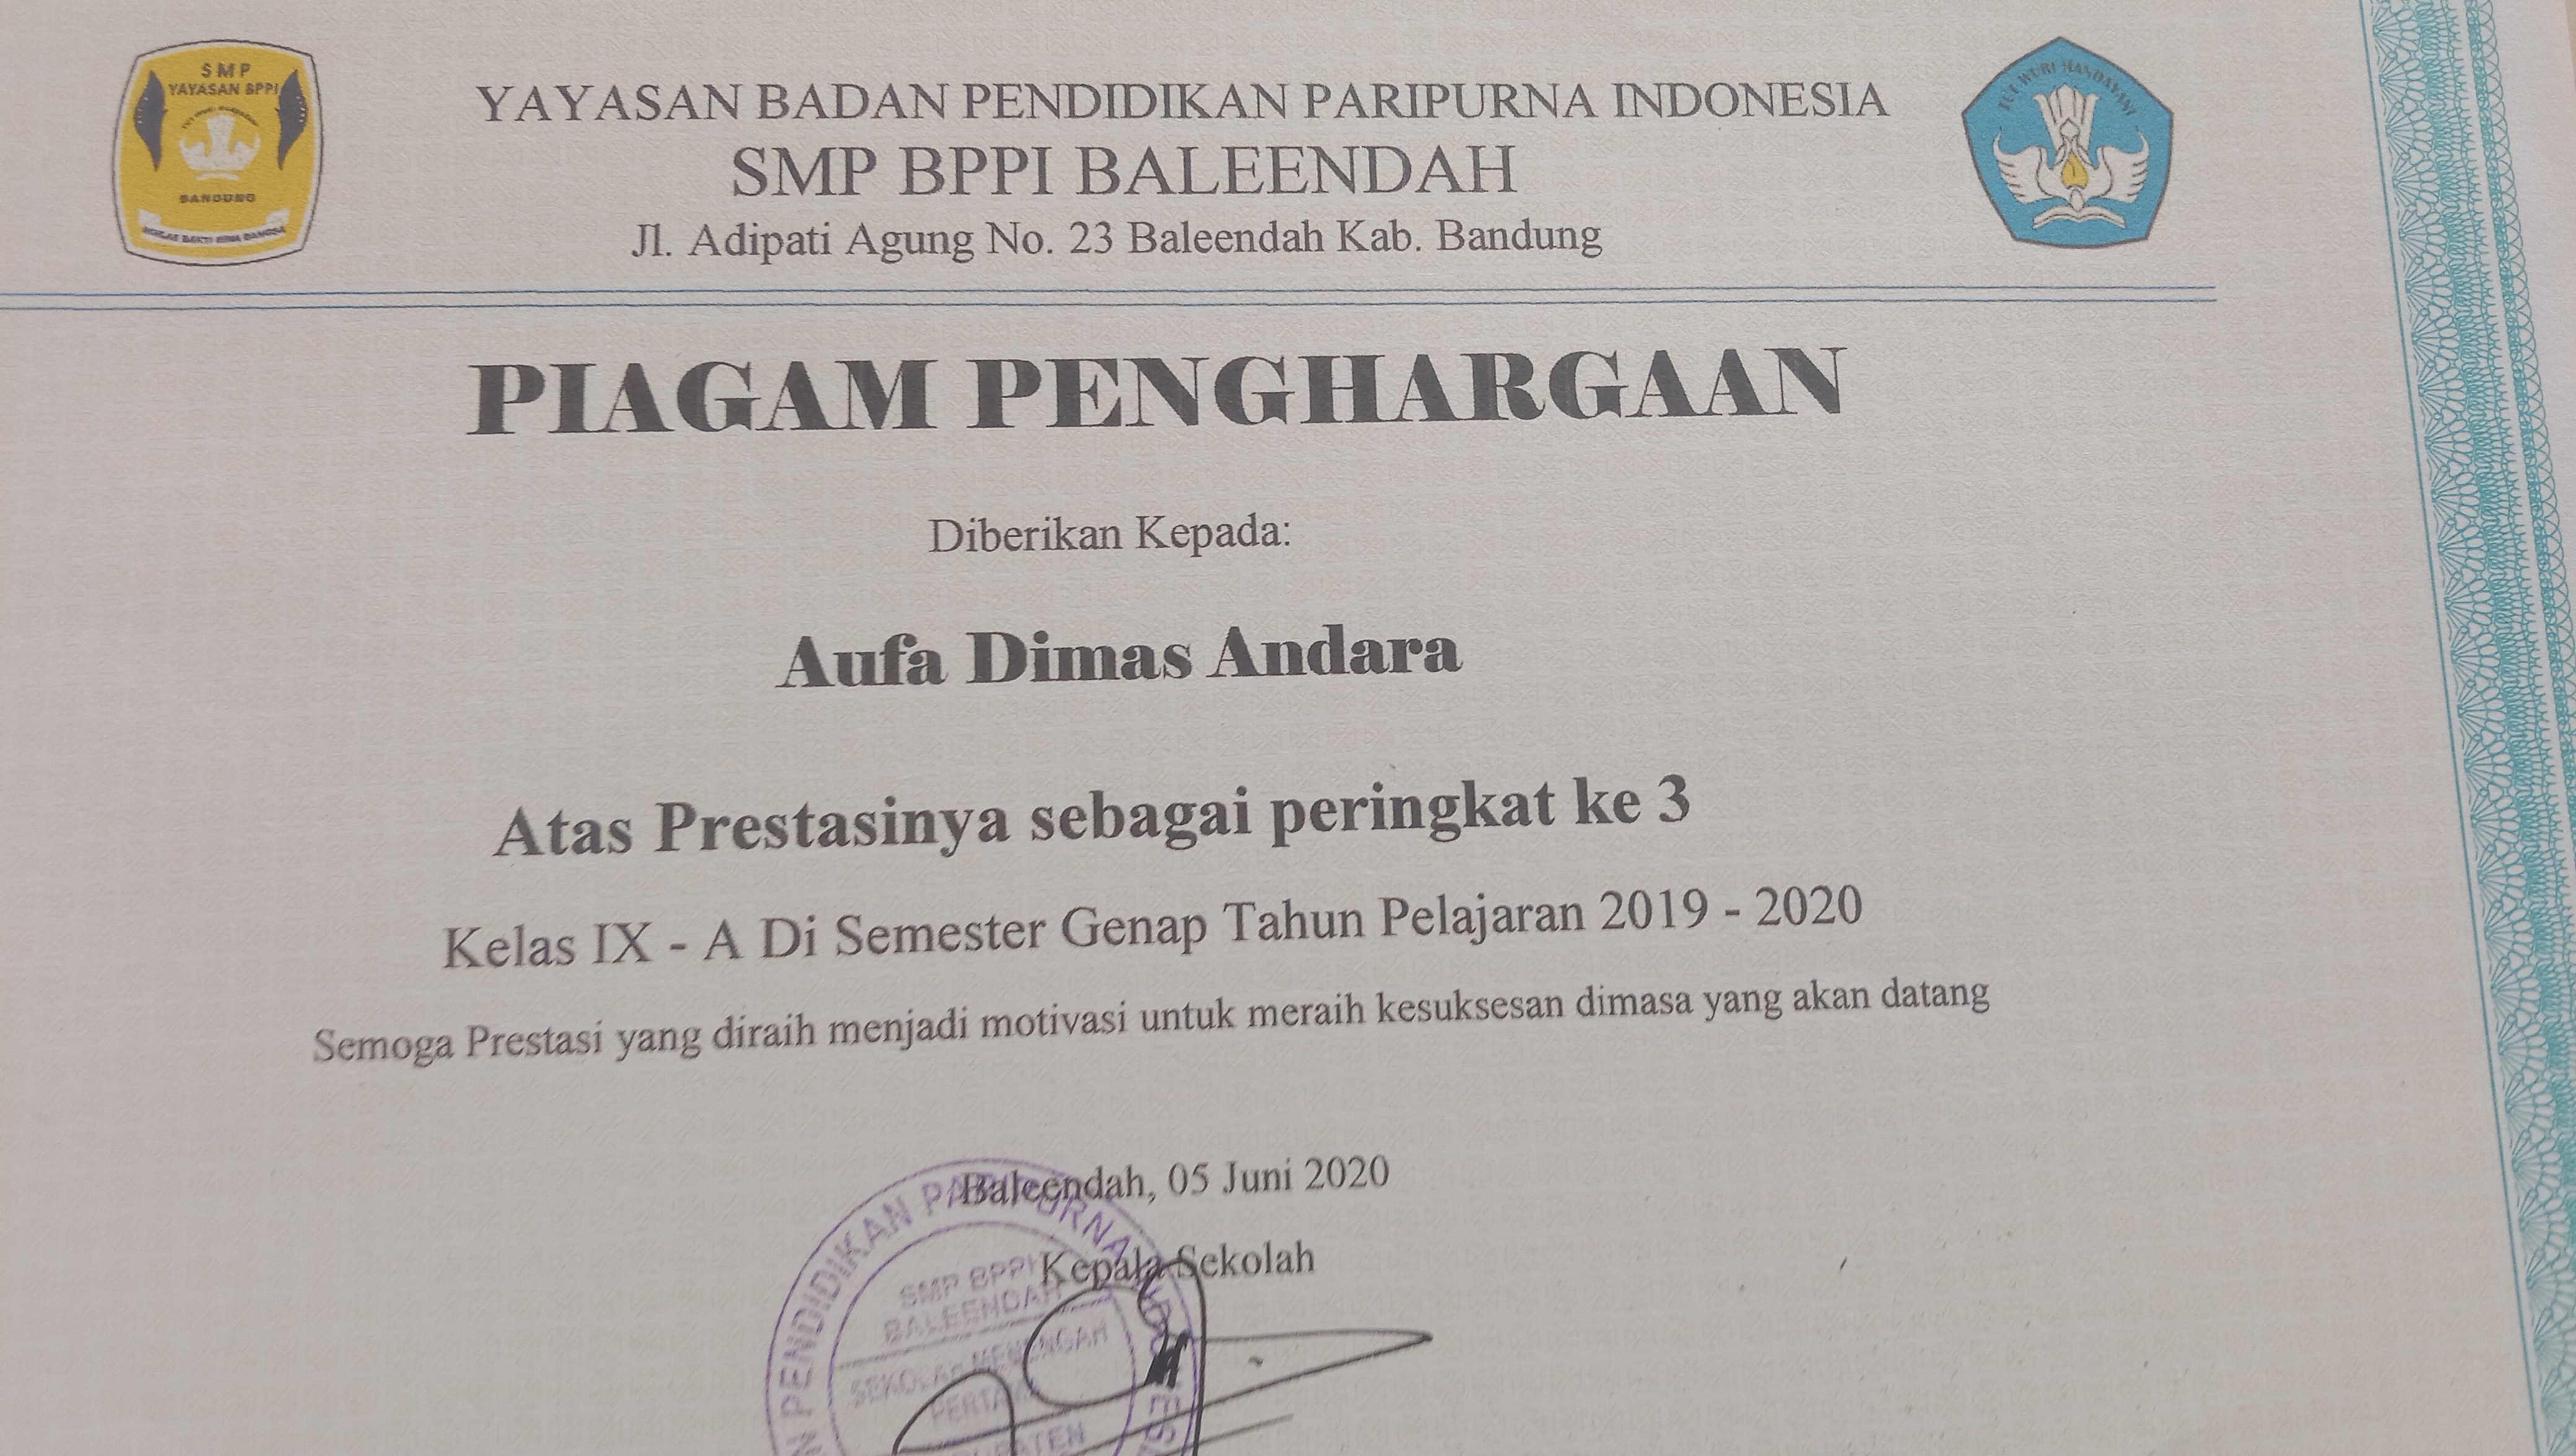 SMP
YAYASAN BPPI
BANDUNG
YAYASAN BADAN PENDIDIKAN PARIPURNA INDONESIA
SMP BPPI BALEENDAH
Jl. Adipati Agung No. 23 Baleendah Kab. Bandung
TUT WURI HANDAYANI
PIAGAM PENGHARGAAN
Diberikan Kepada:
Aufa Dimas Andara
Atas Prestasinya sebagai peringkat ke 3
Kelas IX - A Di Semester Genap Tahun Pelajaran 2019 - 2020
Semoga Prestasi yang diraih menjadi motivasi untuk meraih kesuksesan dimasa yang akan datang
Baleendah, 05 Juni 2020
Kepala Sekolah
PENDIDIKAN PARIPURNA
SMP BPPI
BALEENDAH
SEKOLAH MENENGAH
PERTAMA